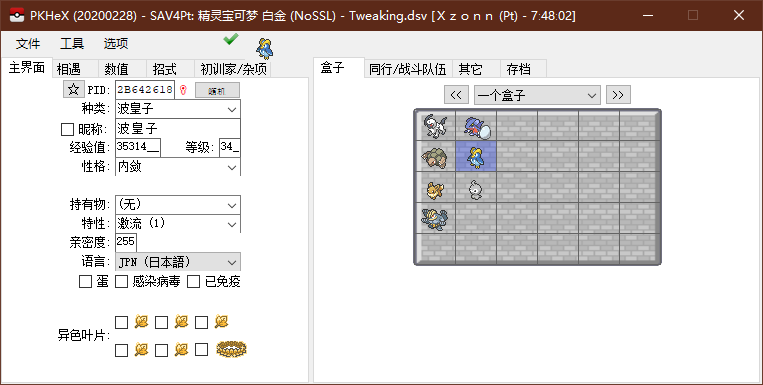 PKHeX (20200228) - SAV4Pt: 精灵宝可梦 白金 (NoSSL) - Tweaking.dsv [Ｘｚｏｎｎ (Pt) - 7:48:02]
文件 工具 选项
主界面 相遇 数值 招式 初训家/杂项
☆ PID: 2B642618 随机
种类: 波皇子
昵称: 波皇子
经验值: 35314__ 等级: 34_
性格: 内敛
持有物: (无)
特性: 激流 (1)
亲密度: 255
语言: JPN (日本語)
蛋 感染病毒 已免疫
异色叶片:
盒子 同行/战斗队伍 其它 存档
<< 一个盒子 >>